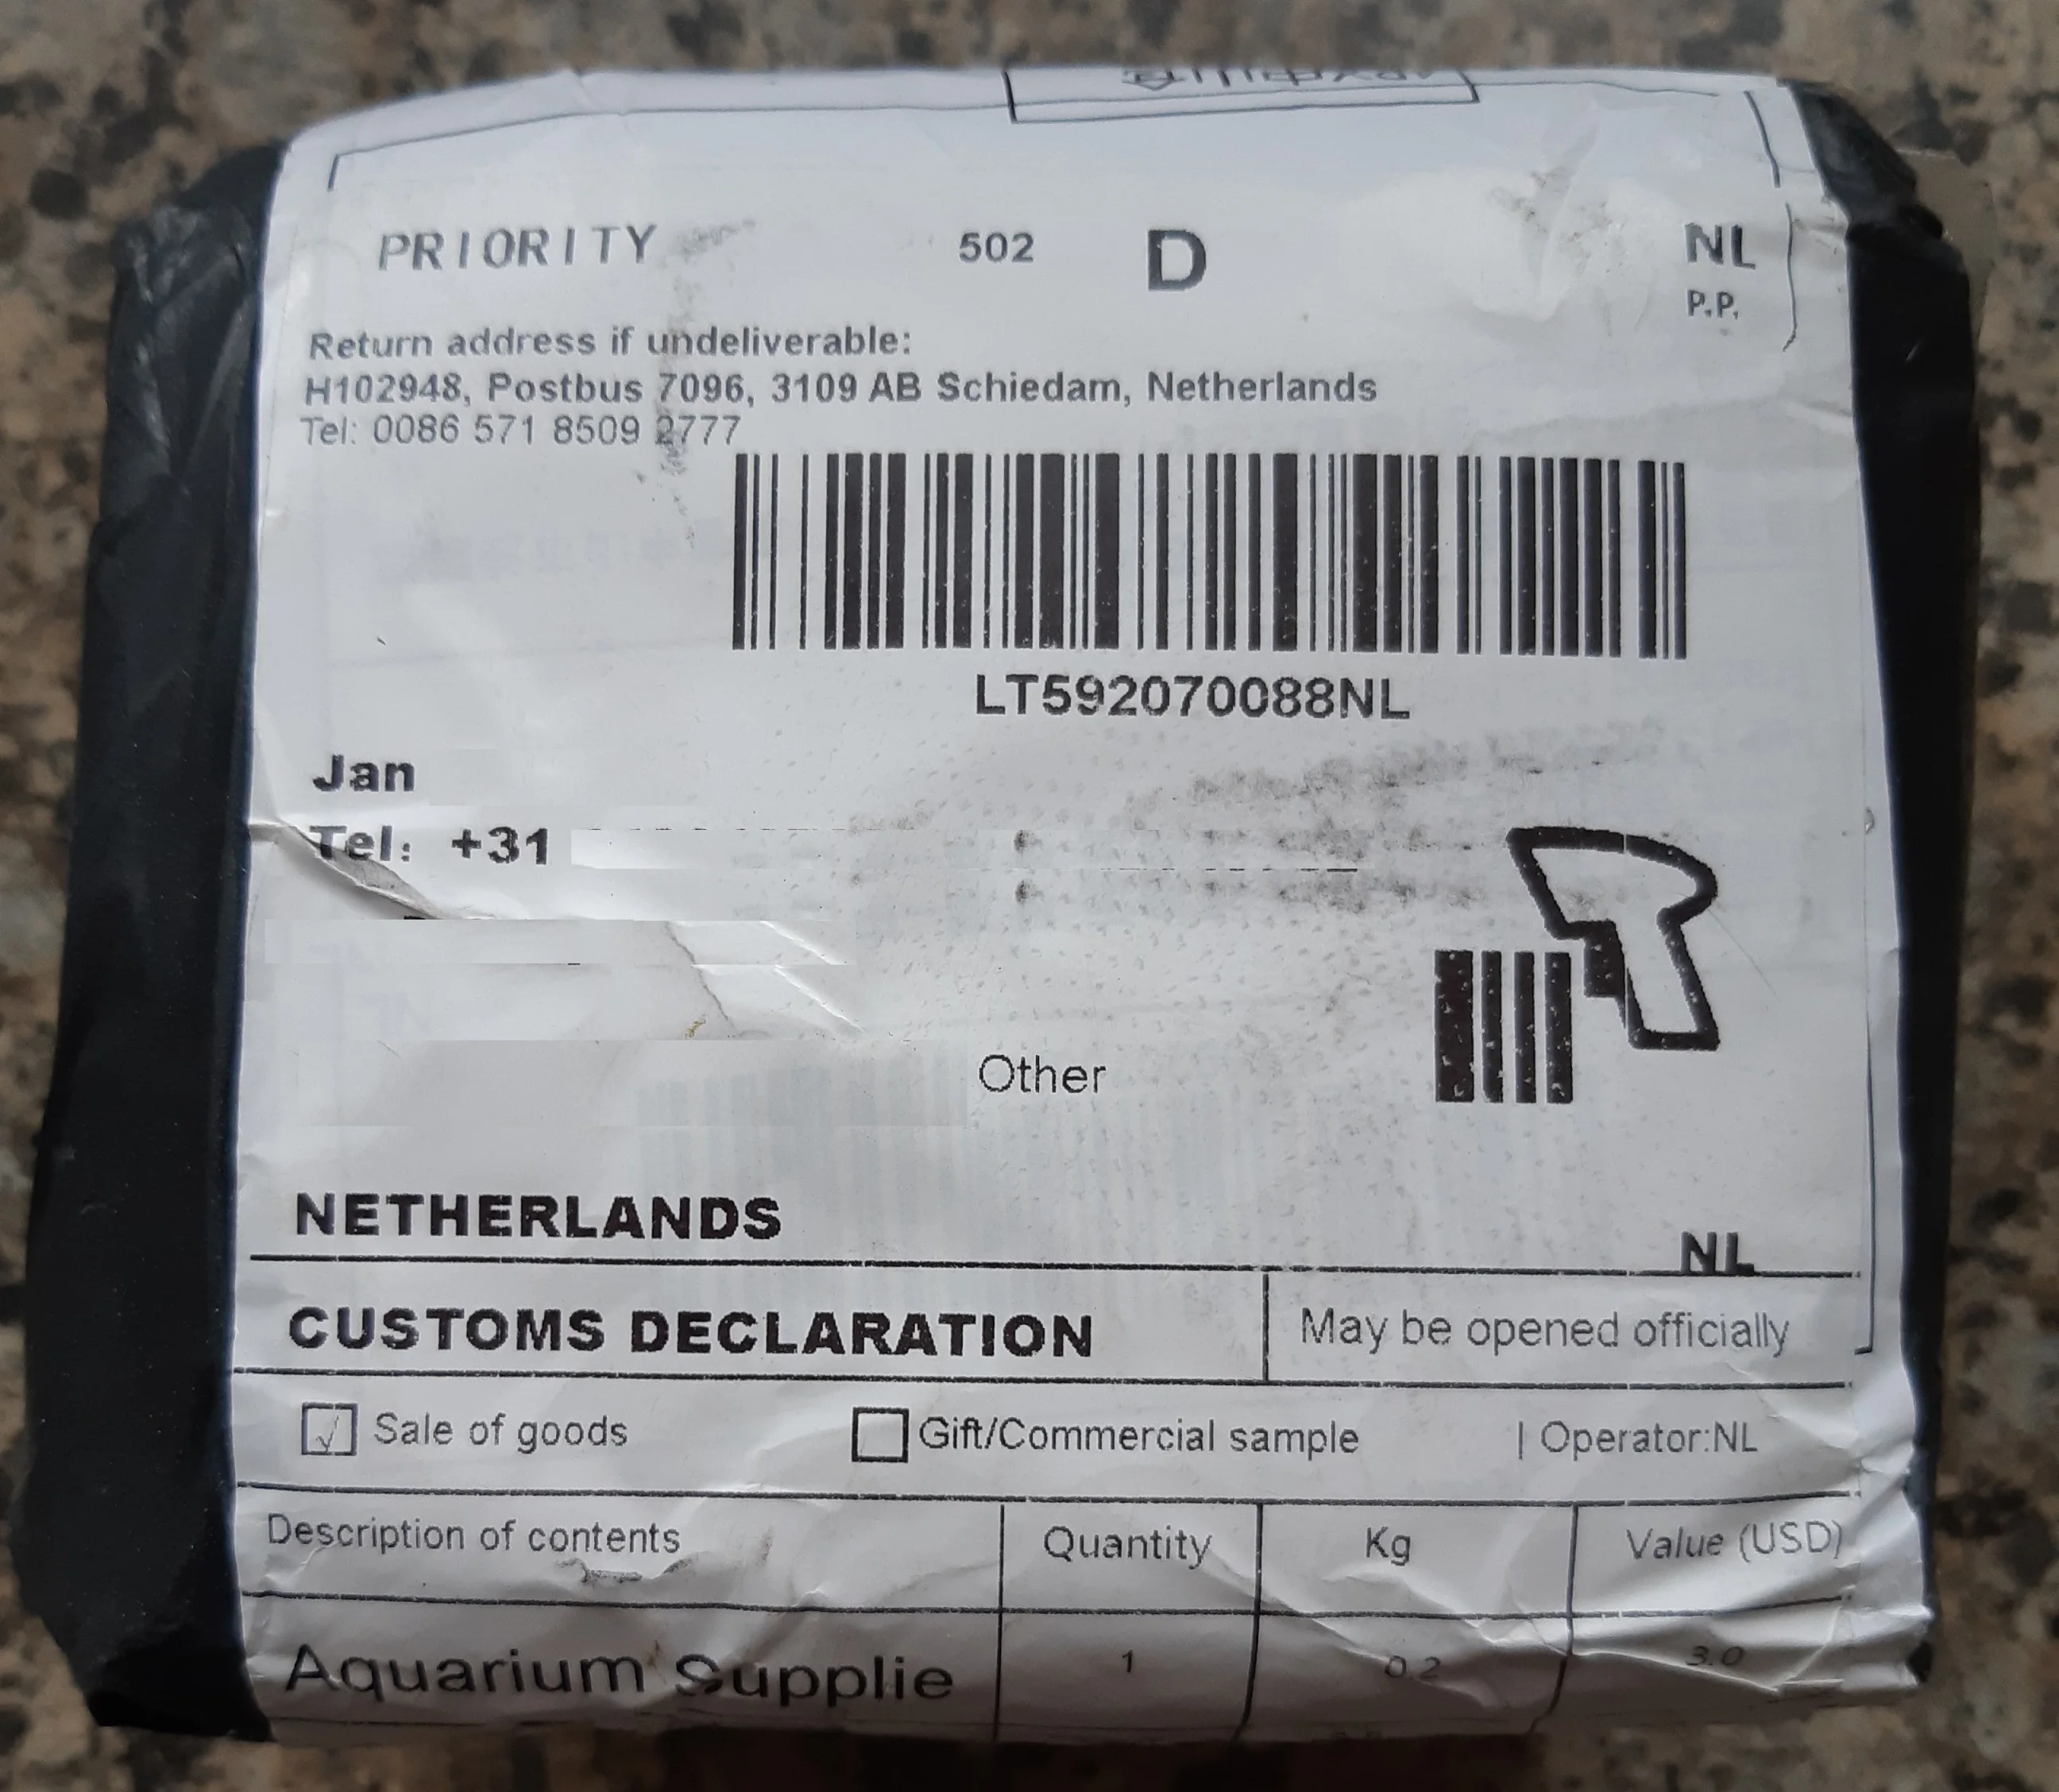 PRIORITY 502 D NL
P.P.
Return address if undeliverable:
H102948, Postbus 7096, 3109 AB Schiedam, Netherlands
Tel: 0086 571 8509 2777
LT592070088NL
Jan
Tel: +31
Other
NETHERLANDS
NL
CUSTOMS DECLARATION May be opened officially
Sale of goods Gift/Commercial sample | Operator:NL
Description of contents Quantity Kg Value (USD)
Aquarium Supplie 1 0.2 3.0